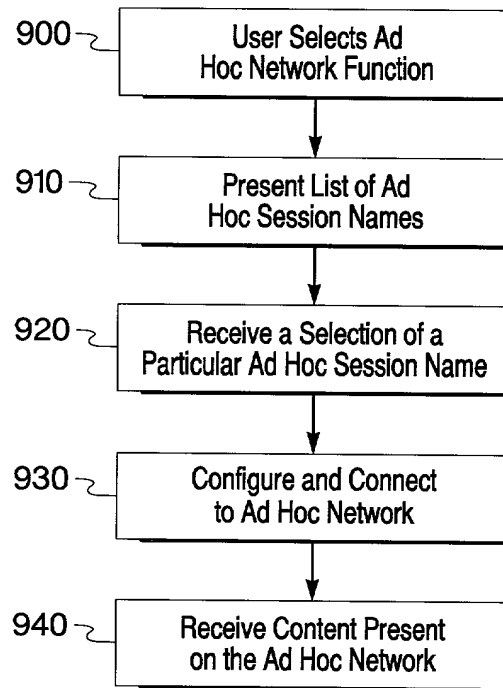 900
User Selects Ad
Hoc Network Function
910
Present List of Ad
Hoc Session Names
920
Receive a Selection of a
Particular Ad Hoc Session Name
930
Configure and Connect
to Ad Hoc Network
940
Receive Content Present
on the Ad Hoc Network